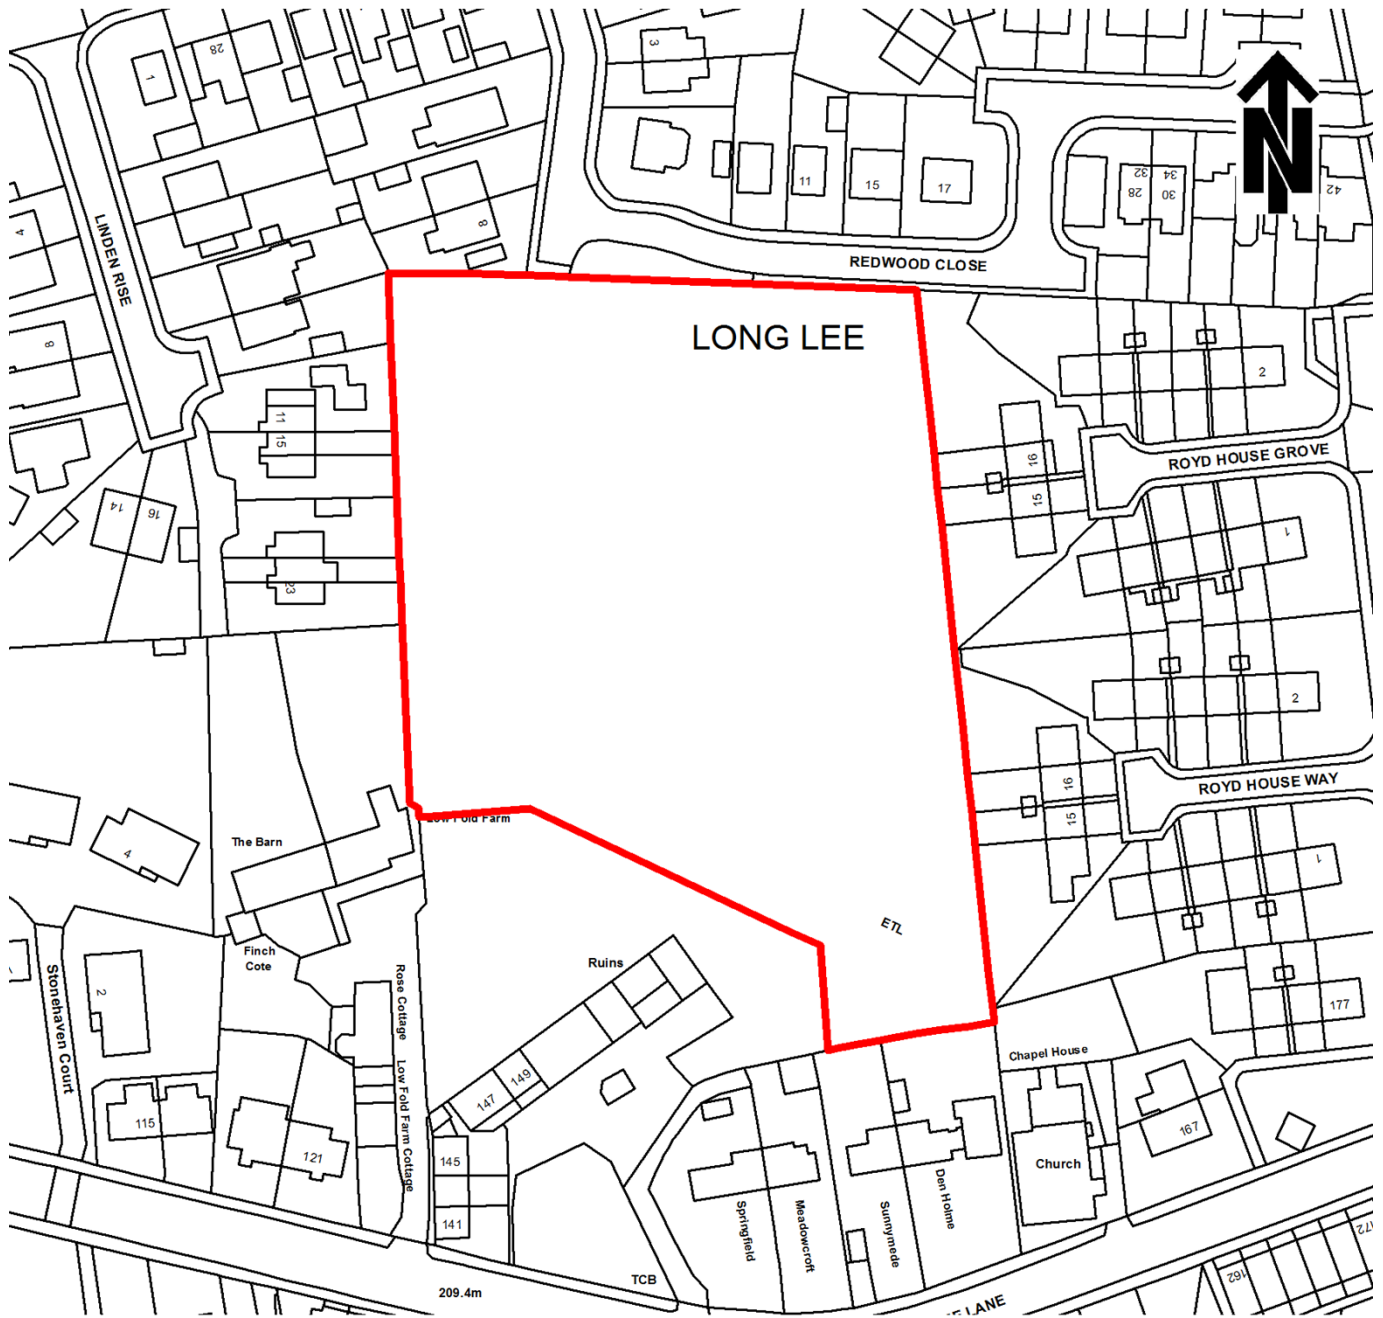 28
1
3
N
34
32
30
28
42
11
15
17
8
4
LINDEN RISE
REDWOOD CLOSE
LONG LEE
8
2
11
15
16
15
ROYD HOUSE GROVE
14
16
1
23
2
16
15
ROYD HOUSE WAY
Low Fold Farm
The Barn
4
1
ETL
Finch
Cote
Ruins
Stonehaven Court
2
Rose Cottage
177
Chapel House
Low Fold Farm Cottage
149
147
115
121
145
141
167
Church
Springfield
Meadowcroft
Sunnymede
Den Holme
TCB
209.4m
LANE
162
172